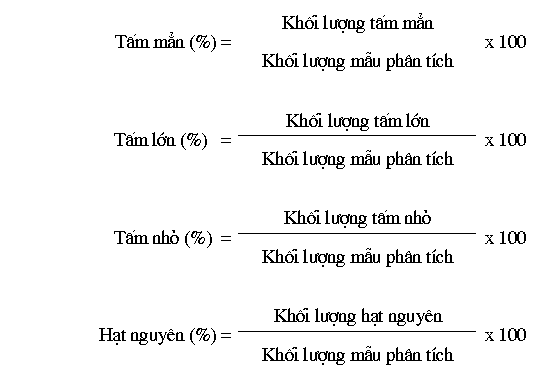 Khối lượng tấm mẳn
Tấm mẳn (%) = x 100
Khối lượng mẫu phân tích
Khối lượng tấm lớn
Tấm lớn (%) = x 100
Khối lượng mẫu phân tích
Khối lượng tấm nhỏ
Tấm nhỏ (%) = x 100
Khối lượng mẫu phân tích
Khối lượng hạt nguyên
Hạt nguyên (%) = x 100
Khối lượng mẫu phân tích